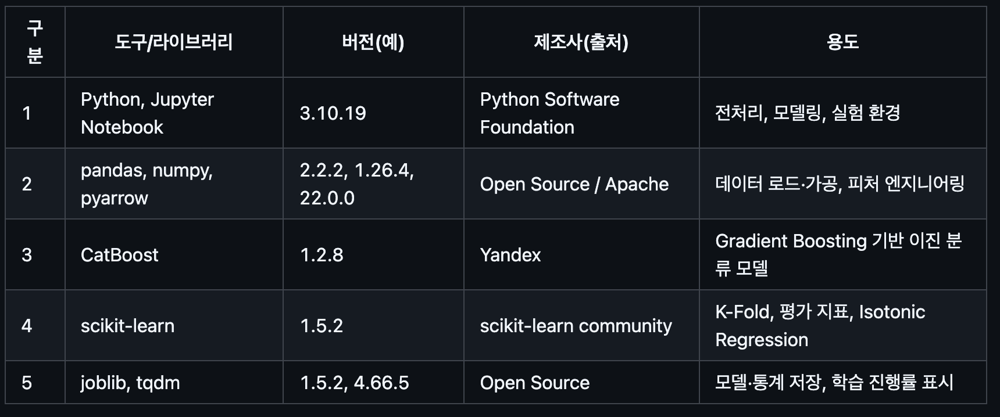 구
분
도구/라이브러리
버전(예)
제조사(출처)
용도
1
Python, Jupyter
Notebook
3.10.19
Python Software
Foundation
전처리, 모델링, 실험 환경
2
pandas, numpy,
pyarrow
2.2.2, 1.26.4,
22.0.0
Open Source / Apache
데이터 로드·가공, 피처 엔지니어링
3
CatBoost
1.2.8
Yandex
Gradient Boosting 기반 이진 분
류 모델
4
scikit-learn
1.5.2
scikit-learn community
K-Fold, 평가 지표, Isotonic
Regression
5
joblib, tqdm
1.5.2, 4.66.5
Open Source
모델·통계 저장, 학습 진행률 표시